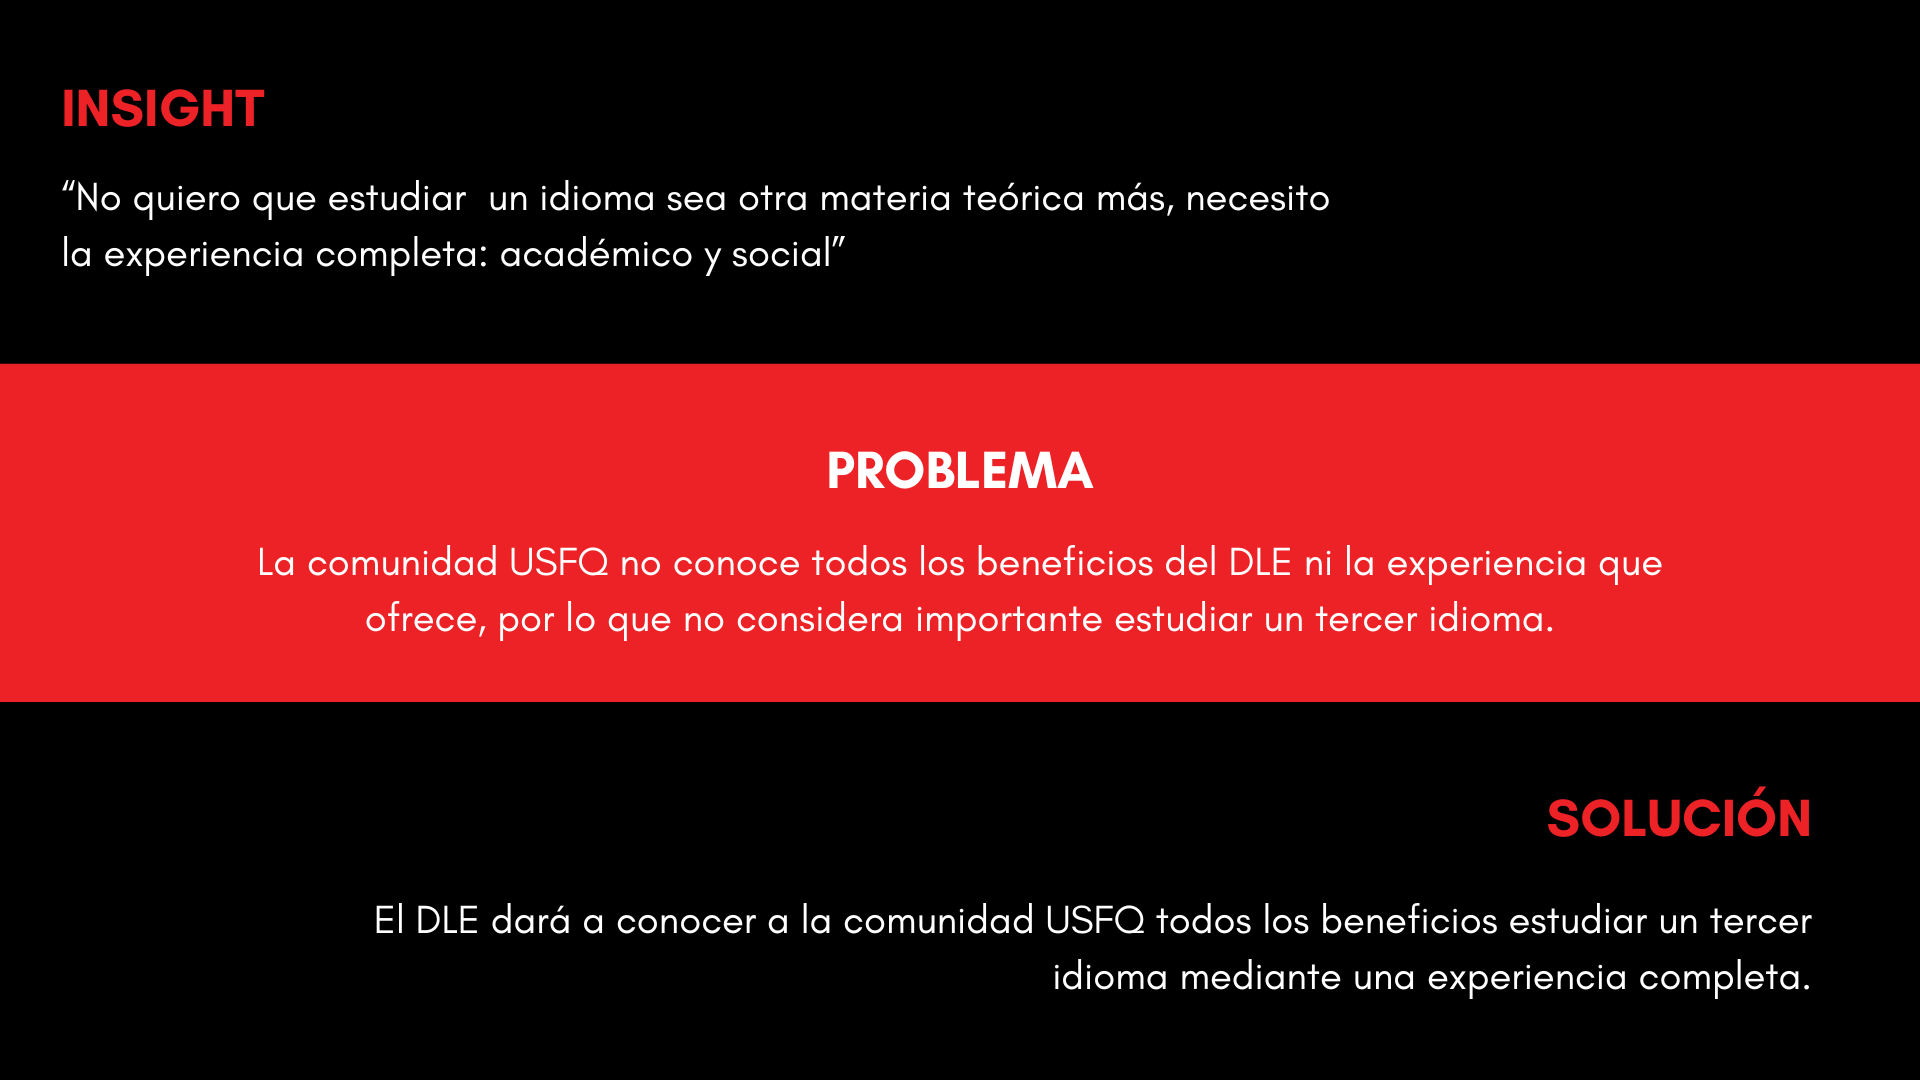 INSIGHT
“No quiero que estudiar  un idioma sea otra materia teórica más, necesito
la experiencia completa: académico y social”
PROBLEMA
La comunidad USFQ no conoce todos los beneficios del DLE ni la experiencia que
ofrece, por lo que no considera importante estudiar un tercer idioma.
SOLUCIÓN
El DLE dará a conocer a la comunidad USFQ todos los beneficios estudiar un tercer
idioma mediante una experiencia completa.